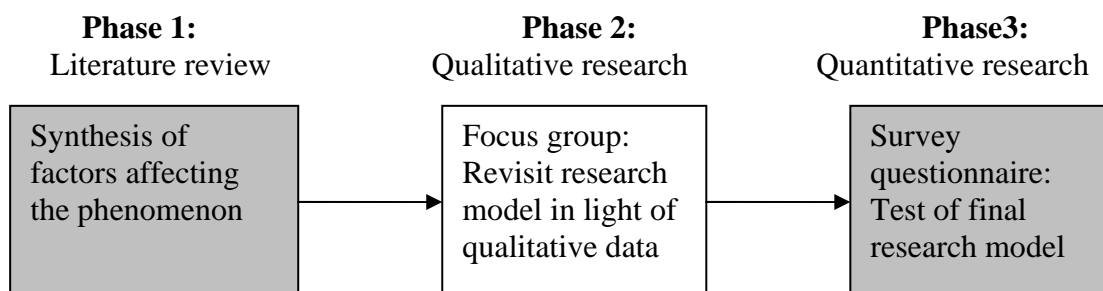 Phase 1:
Literature review
Synthesis of
factors affecting
the phenomenon
Phase 2:
Qualitative research
Focus group:
Revisit research
model in light of
qualitative data
Phase3:
Quantitative research
Survey
questionnaire:
Test of final
research model